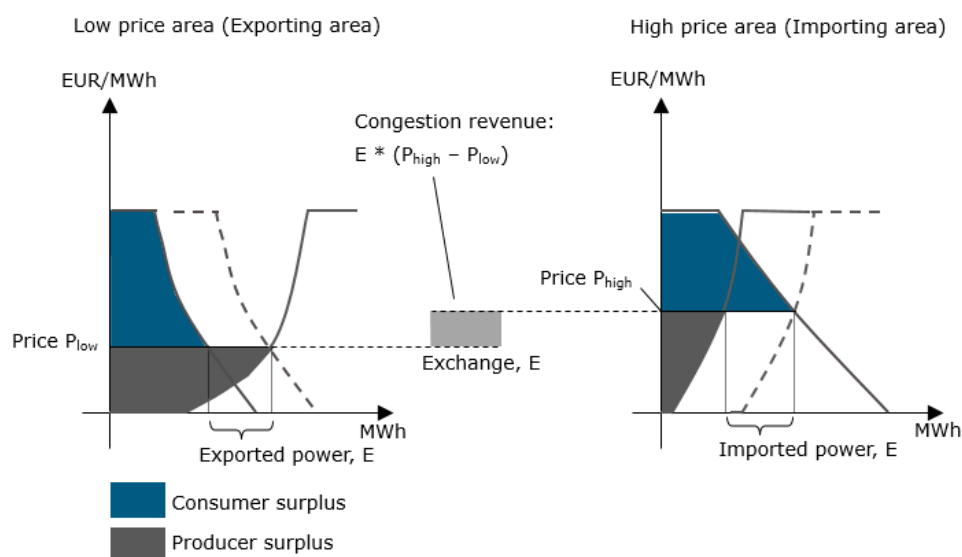 Low price area (Exporting area)
High price area (Importing area)
EUR/MWh
EUR/MWh
Congestion revenue:
E * (Phigh – Plow)
Price Phigh
Price Plow
Exchange, E
MWh
MWh
Exported power, E
Imported power, E
Consumer surplus
Producer surplus